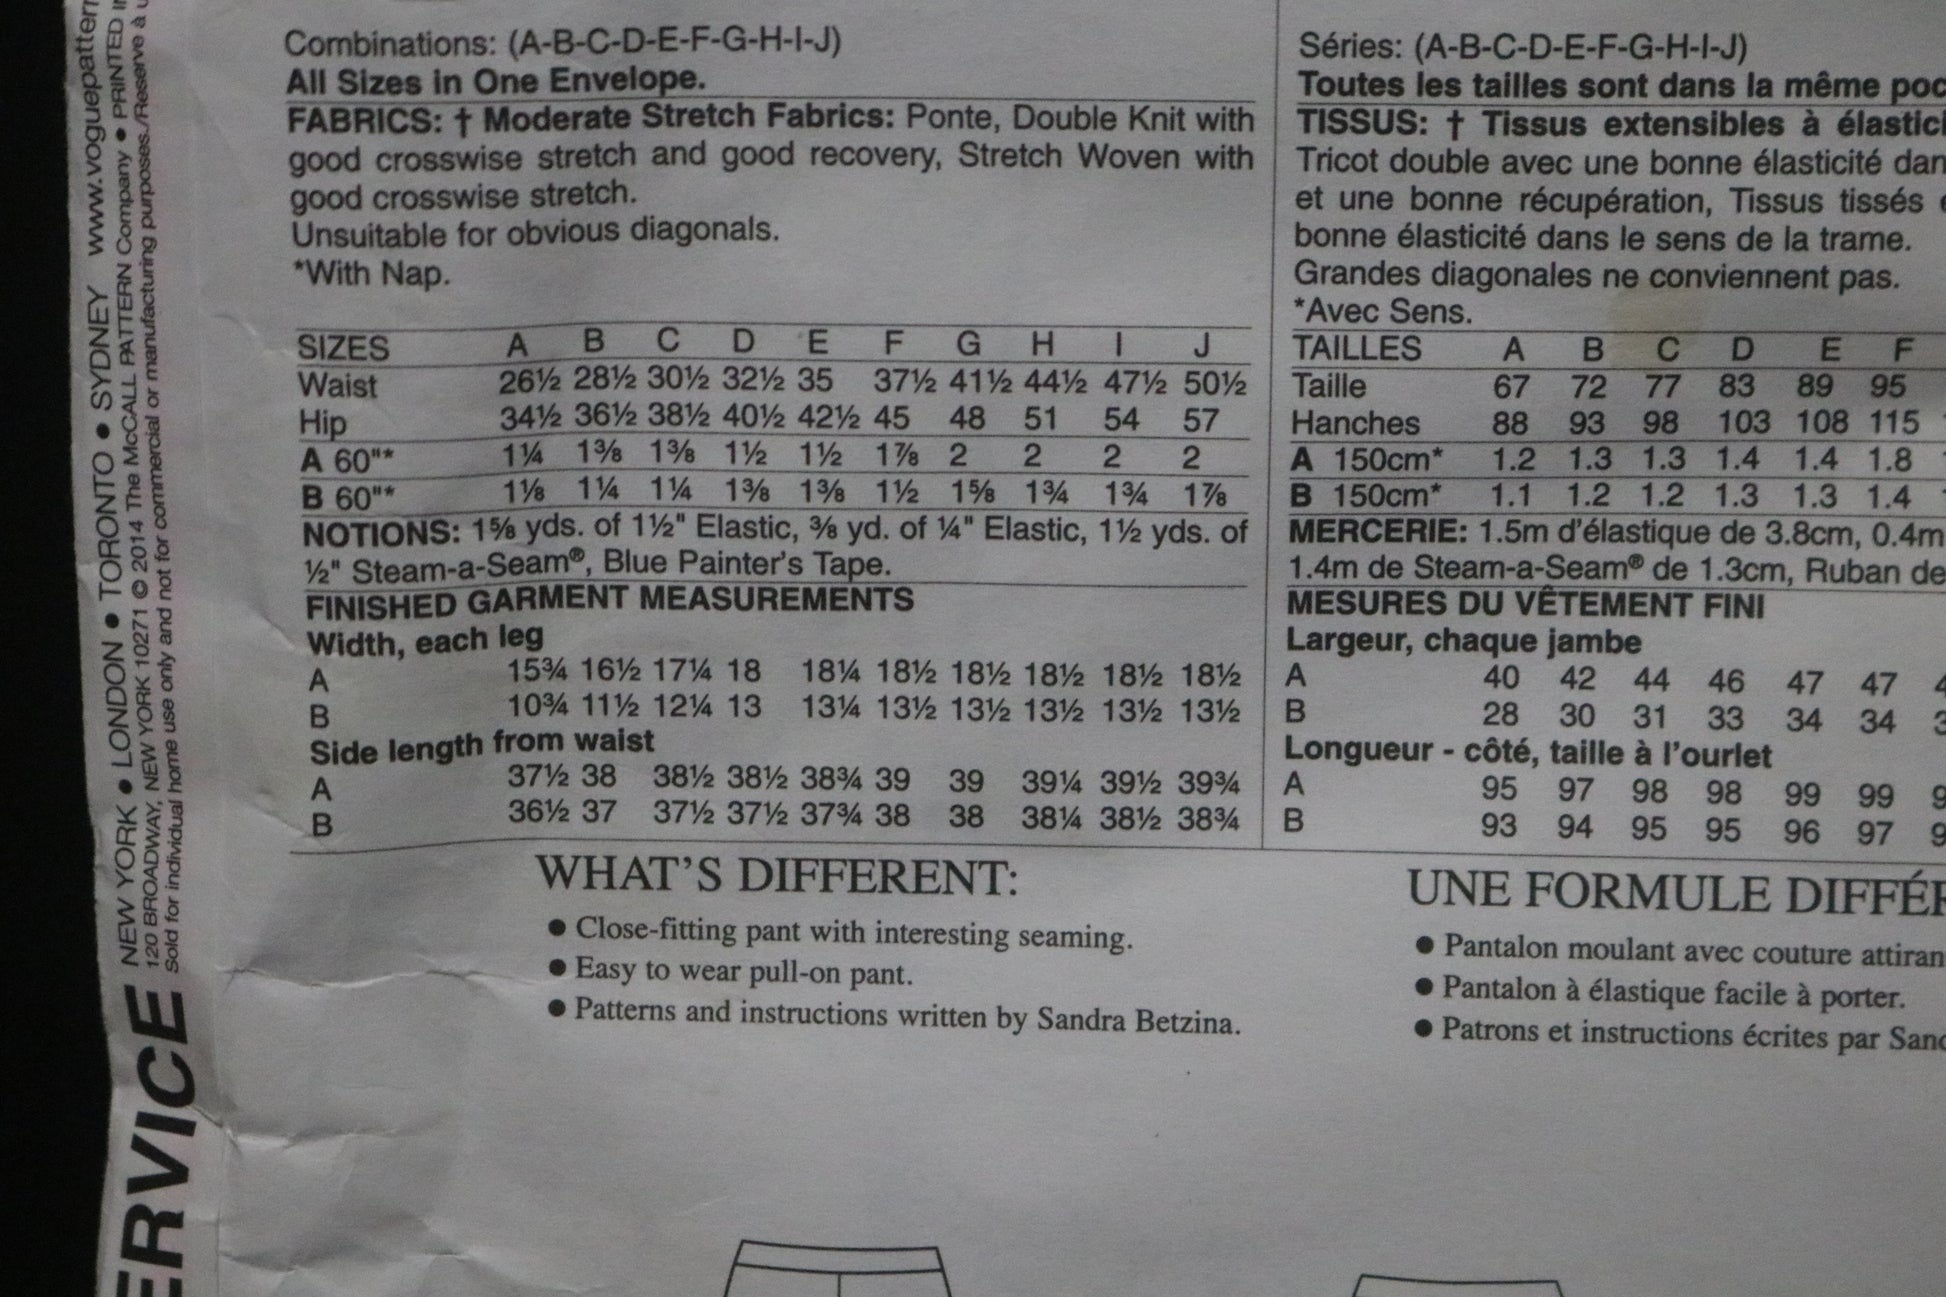 Combinations: (A-B-C-D-E-F-G-H-I-J)
All Sizes in One Envelope.
FABRICS: † Moderate Stretch Fabrics: Ponte, Double Knit with
good crosswise stretch and good recovery, Stretch Woven with
good crosswise stretch.
Unsuitable for obvious diagonals.
*With Nap.
SIZES A B C D E F G H I J
Waist 26½ 28½ 30½ 32½ 35 37½ 41½ 44½ 47½ 50½
Hip 34½ 36½ 38½ 40½ 42½ 45 48 51 54 57
A 60"* 1¼ 1⅜ 1⅜ 1½ 1½ 1⅞ 2 2 2 2
B 60"* 1⅛ 1¼ 1¼ 1⅜ 1⅜ 1½ 1⅝ 1¾ 1¾ 1⅞
NOTIONS: 1⅝ yds. of 1½" Elastic, ⅜ yd. of ¼" Elastic, 1½ yds. of
½" Steam-a-Seam®, Blue Painter's Tape.
FINISHED GARMENT MEASUREMENTS
Width, each leg
A 15¾ 16½ 17¼ 18 18¼ 18½ 18½ 18½ 18½ 18½
B 10¾ 11½ 12¼ 13 13¼ 13½ 13½ 13½ 13½ 13½
Side length from waist
A 37½ 38 38½ 38½ 38¾ 39 39 39¼ 39½ 39¾
B 36½ 37 37½ 37½ 37¾ 38 38 38¼ 38½ 38¾
WHAT'S DIFFERENT:
● Close-fitting pant with interesting seaming.
● Easy to wear pull-on pant.
● Patterns and instructions written by Sandra Betzina.
Séries: (A-B-C-D-E-F-G-H-I-J)
Toutes les tailles sont dans la même poc
TISSUS: † Tissus extensibles à élastici
Tricot double avec une bonne élasticité dan
et une bonne récupération, Tissus tissés
bonne élasticité dans le sens de la trame.
Grandes diagonales ne conviennent pas.
*Avec Sens.
TAILLES A B C D E F
Taille 67 72 77 83 89 95
Hanches 88 93 98 103 108 115
A 150cm* 1.2 1.3 1.3 1.4 1.4 1.8
B 150cm* 1.1 1.2 1.2 1.3 1.3 1.4
MERCERIE: 1.5m d'élastique de 3.8cm, 0.4m
1.4m de Steam-a-Seam® de 1.3cm, Ruban de
MESURES DU VÊTEMENT FINI
Largeur, chaque jambe
A 40 42 44 46 47 47
B 28 30 31 33 34 34
Longueur - côté, taille à l'ourlet
A 95 97 98 98 99 99
B 93 94 95 95 96 97
UNE FORMULE DIFFÉR
● Pantalon moulant avec couture attiran
● Pantalon à élastique facile à porter.
● Patrons et instructions écrites par Sand
ERVICE
NEW YORK ● LONDON ● TORONTO ● SYDNEY www.voguepattern
120 BROADWAY, NEW YORK 10271 © 2014 The McCALL PATTERN Company ● PRINTED
Sold for individual home use only and not for commercial or manufacturing purposes./Réservé à